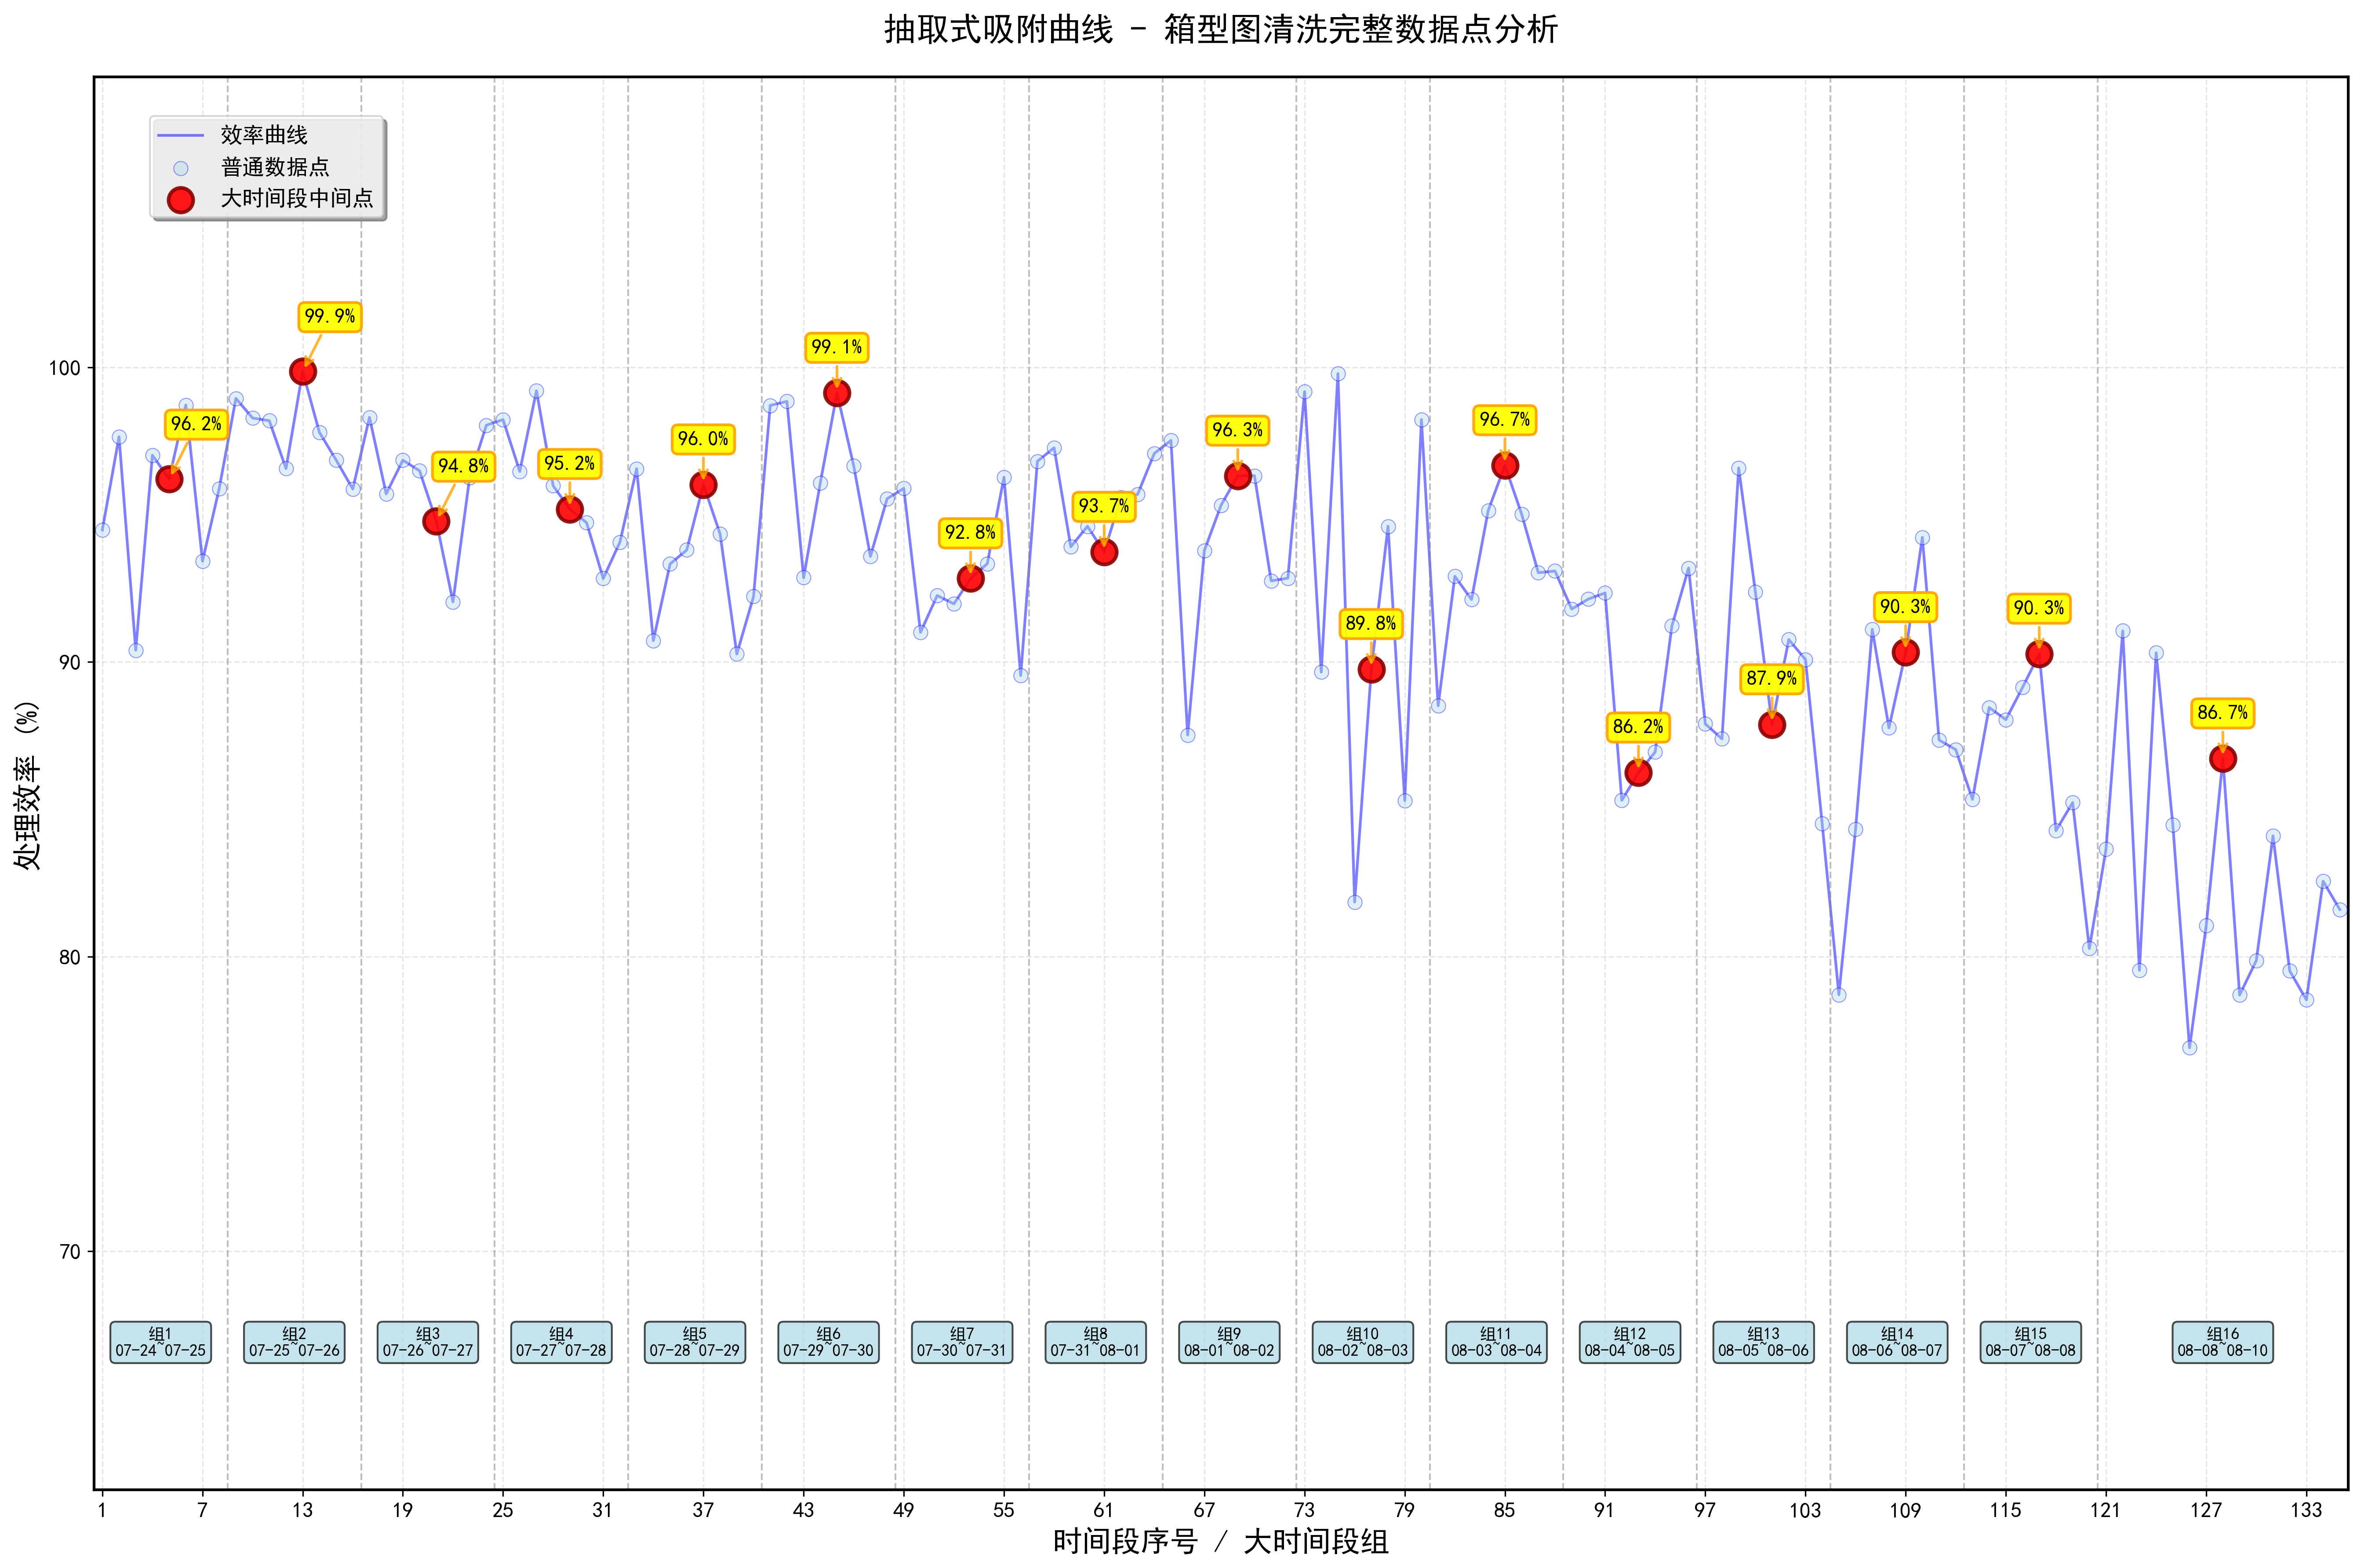 抽取式吸附曲线 - 箱型图清洗完整数据点分析
效率曲线
普通数据点
大时间段中间点
99.9%
99.1%
96.2%
96.7%
96.3%
96.0%
95.2%
94.8%
93.7%
92.8%
90.3%
90.3%
89.8%
87.9%
86.7%
86.2%
100
90
80
70
处理效率 (%)
组1
07-24~07-25
组2
07-25~07-26
组3
07-26~07-27
组4
07-27~07-28
组5
07-28~07-29
组6
07-29~07-30
组7
07-30~07-31
组8
07-31~08-01
组9
08-01~08-02
组10
08-02~08-03
组11
08-03~08-04
组12
08-04~08-05
组13
08-05~08-06
组14
08-06~08-07
组15
08-07~08-08
组16
08-08~08-10
1 7 13 19 25 31 37 43 49 55 61 67 73 79 85 91 97 103 109 115 121 127 133
时间段序号 / 大时间段组